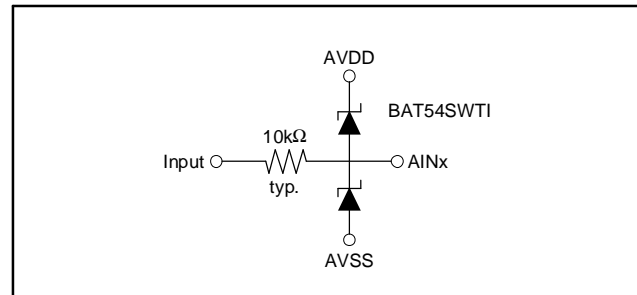 AVDD
BAT54SWTI
10kΩ
Input
AINx
typ.
AVSS